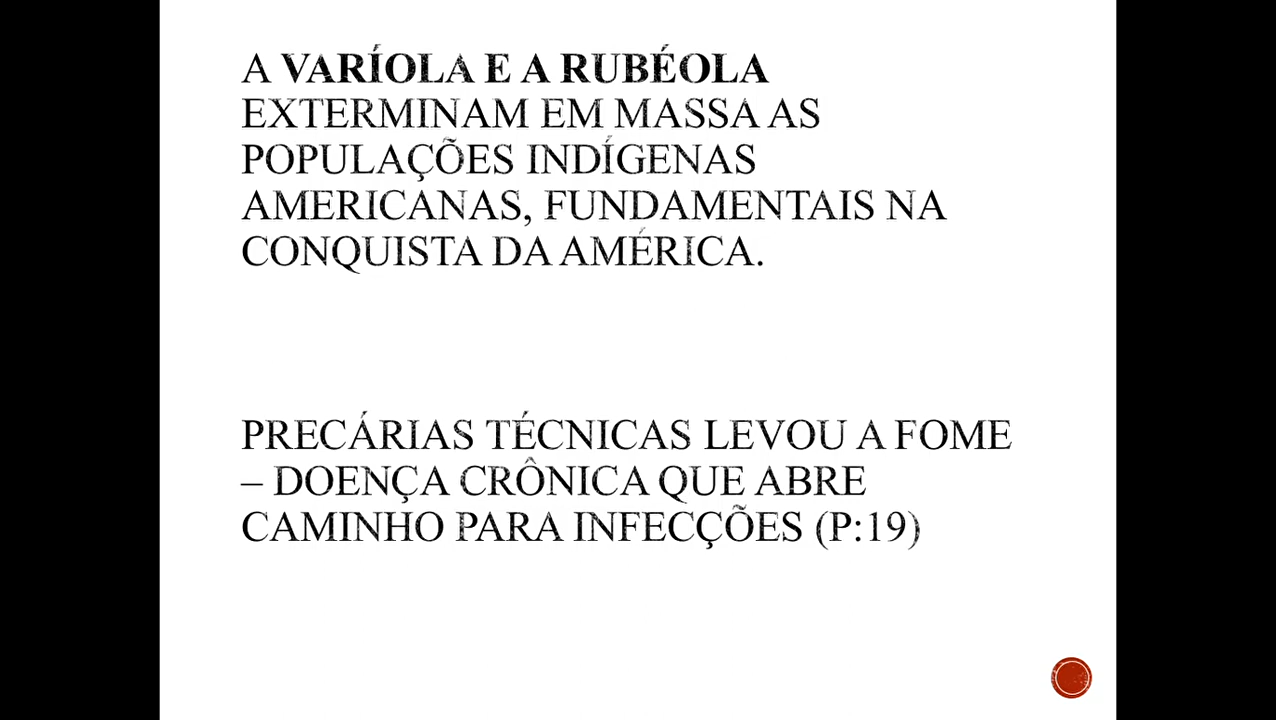 A VARÍOLA E A RUBÉOLA
EXTERMINAM EM MASSA AS
POPULAÇÕES INDÍGENAS
AMERICANAS, FUNDAMENTAIS NA
CONQUISTA DA AMÉRICA.
PRECÁRIAS TÉCNICAS LEVOU A FOME
– DOENÇA CRÔNICA QUE ABRE
CAMINHO PARA INFECÇÕES (P:19)